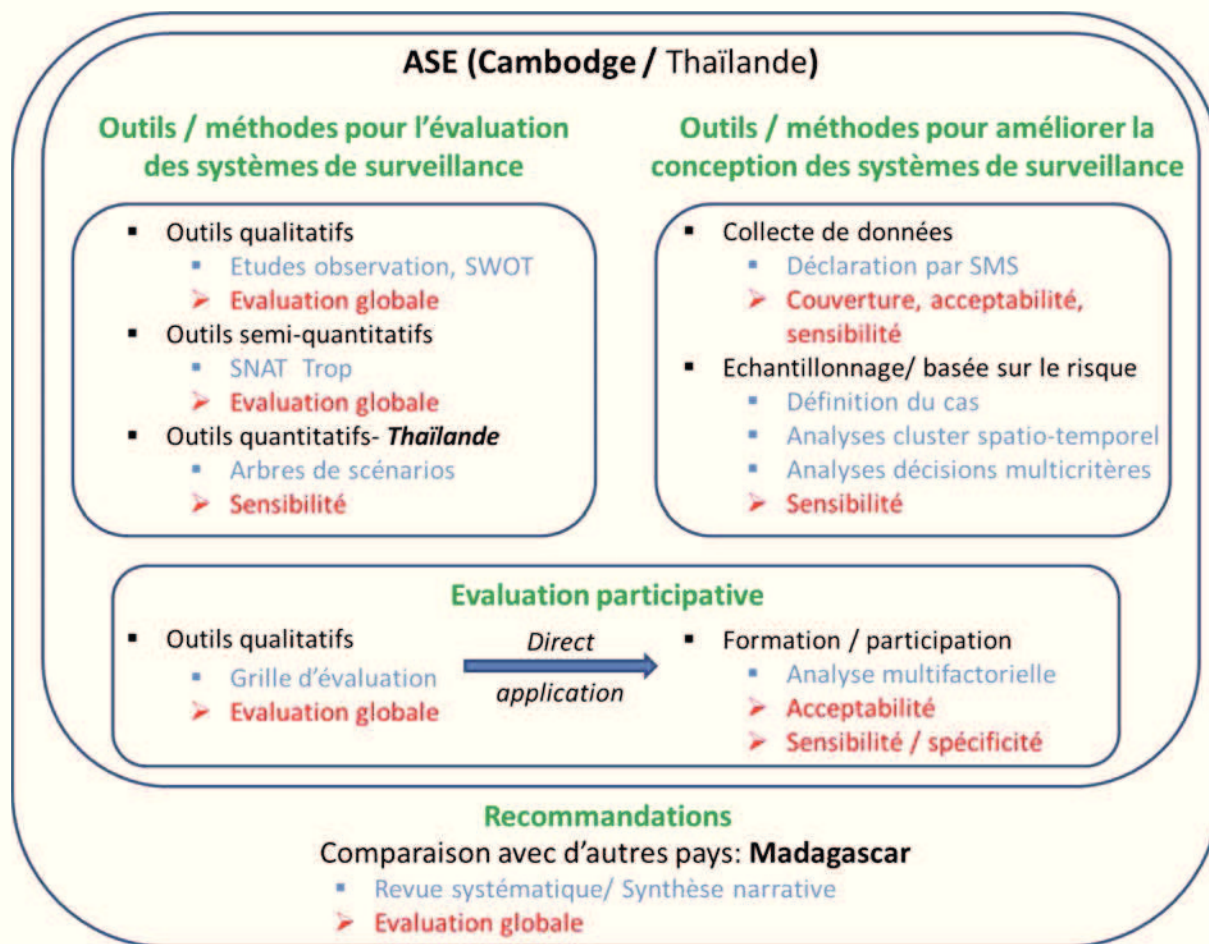 ASE (Cambodge / Thaïlande)
Outils / méthodes pour l'évaluation
des systèmes de surveillance
▪ Outils qualitatifs
▪ Etudes observation, SWOT
➢ Evaluation globale
▪ Outils semi-quantitatifs
▪ SNAT Trop
➢ Evaluation globale
▪ Outils quantitatifs- Thaïlande
▪ Arbres de scénarios
➢ Sensibilité
Outils / méthodes pour améliorer la
conception des systèmes de surveillance
▪ Collecte de données
▪ Déclaration par SMS
➢ Couverture, acceptabilité,
sensibilité
▪ Echantillonnage/ basée sur le risque
▪ Définition du cas
▪ Analyses cluster spatio-temporel
▪ Analyses décisions multicritères
➢ Sensibilité
Evaluation participative
▪ Outils qualitatifs
▪ Grille d'évaluation
➢ Evaluation globale
Direct
application
▪ Formation / participation
▪ Analyse multifactorielle
➢ Acceptabilité
➢ Sensibilité / spécificité
Recommandations
Comparaison avec d'autres pays: Madagascar
▪ Revue systématique/ Synthèse narrative
➢ Evaluation globale